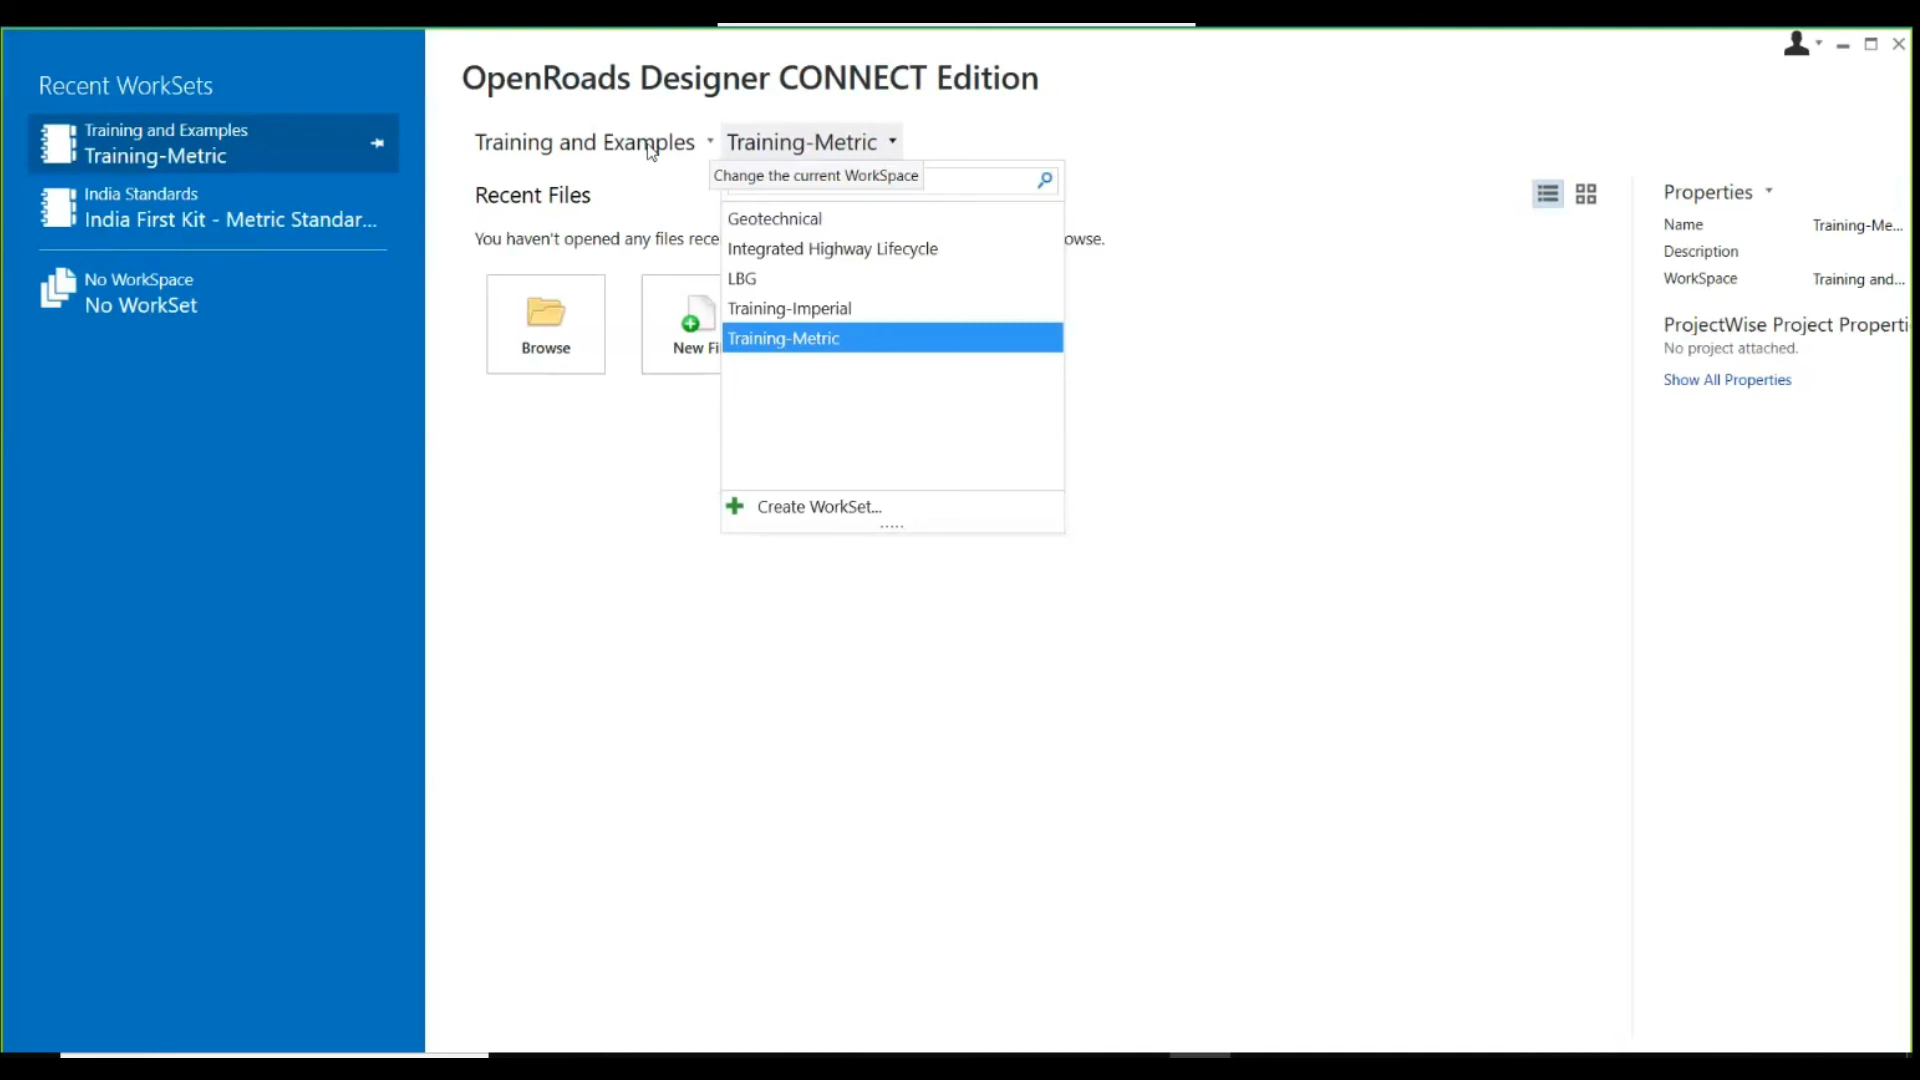 Recent WorkSets
Training and Examples
Training-Metric
India Standards
India First Kit - Metric Standar...
No WorkSpace
No WorkSet
OpenRoads Designer CONNECT Edition
Training and Examples
Training-Metric
Change the current WorkSpace
Recent Files
You haven't opened any files rece
owse.
Browse
New Fi
Geotechnical
Integrated Highway Lifecycle
LBG
Training-Imperial
Training-Metric
Create WorkSet...
Properties
Name Training-Me...
Description
WorkSpace Training and...
ProjectWise Project Properti
No project attached.
Show All Properties